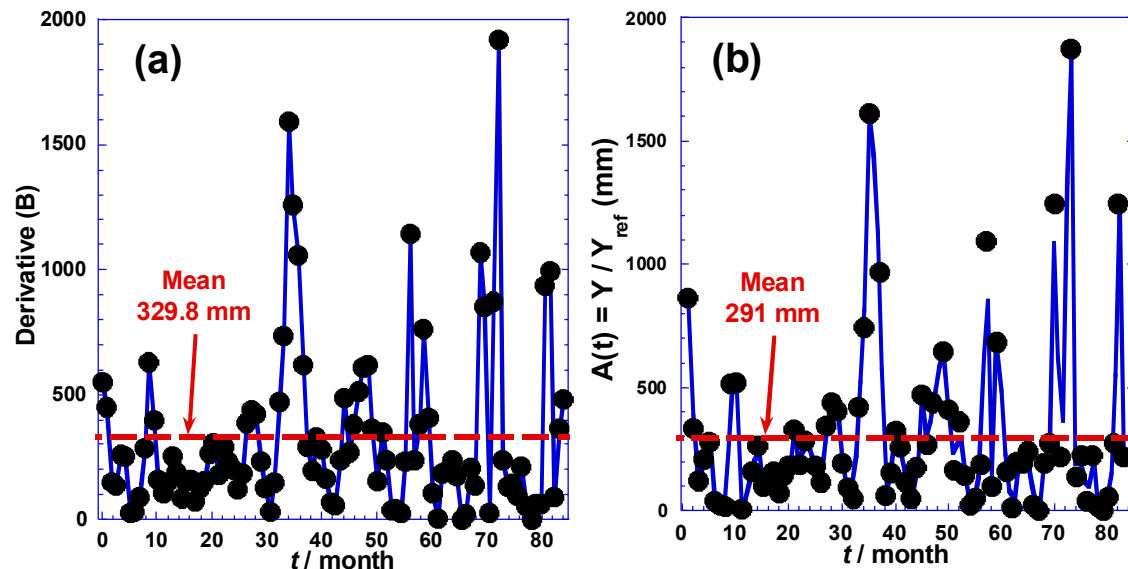 (a)
Derivative (B)
2000
1500
1000
500
0
Mean
329.8 mm
0 10 20 30 40 50 60 70 80
t / month
(b)
A(t) = Y / Y_ref (mm)
2000
1500
1000
500
0
Mean
291 mm
0 10 20 30 40 50 60 70 80
t / month